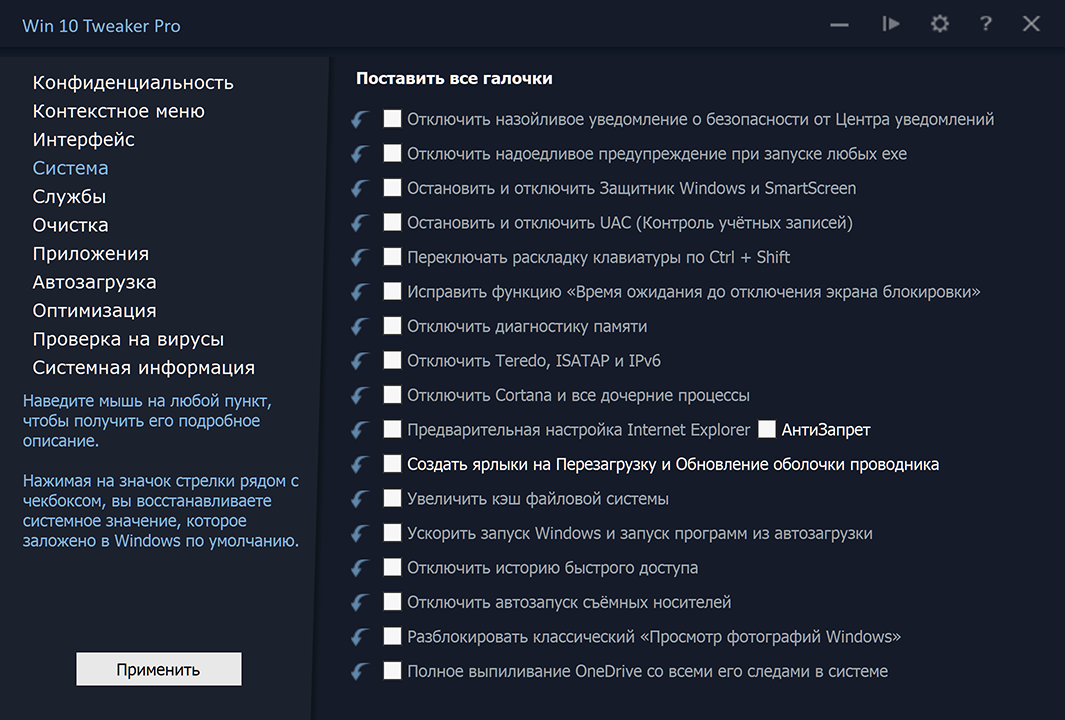 Win 10 Tweaker Pro
?
Конфиденциальность
Контекстное меню
Интерфейс
Система
Службы
Очистка
Приложения
Автозагрузка
Оптимизация
Проверка на вирусы
Системная информация
Наведите мышь на любой пункт,
чтобы получить его подробное
описание.
Нажимая на значок стрелки рядом с
чекбоксом, вы восстанавливаете
системное значение, которое
заложено в Windows по умолчанию.
Применить
Поставить все галочки
Отключить назойливое уведомление о безопасности от Центра уведомлений
Отключить надоедливое предупреждение при запуске любых exe
Остановить и отключить Защитник Windows и SmartScreen
Остановить и отключить UAC (Контроль учётных записей)
Переключать раскладку клавиатуры по Ctrl + Shift
Исправить функцию «Время ожидания до отключения экрана блокировки»
Отключить диагностику памяти
Отключить Teredo, ISATAP и IPv6
Отключить Cortana и все дочерние процессы
Предварительная настройка Internet Explorer АнтиЗапрет
Создать ярлыки на Перезагрузку и Обновление оболочки проводника
Увеличить кэш файловой системы
Ускорить запуск Windows и запуск программ из автозагрузки
Отключить историю быстрого доступа
Отключить автозапуск съёмных носителей
Разблокировать классический «Просмотр фотографий Windows»
Полное выпиливание OneDrive со всеми его следами в системе